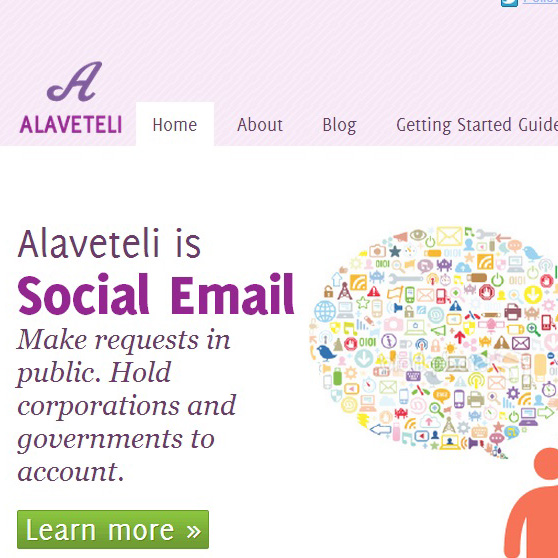 A
ALAVETELI
Home About Blog Getting Started Guide
Alaveteli is
Social Email
Make requests in
public. Hold
corporations and
governments to
account.
Learn more »